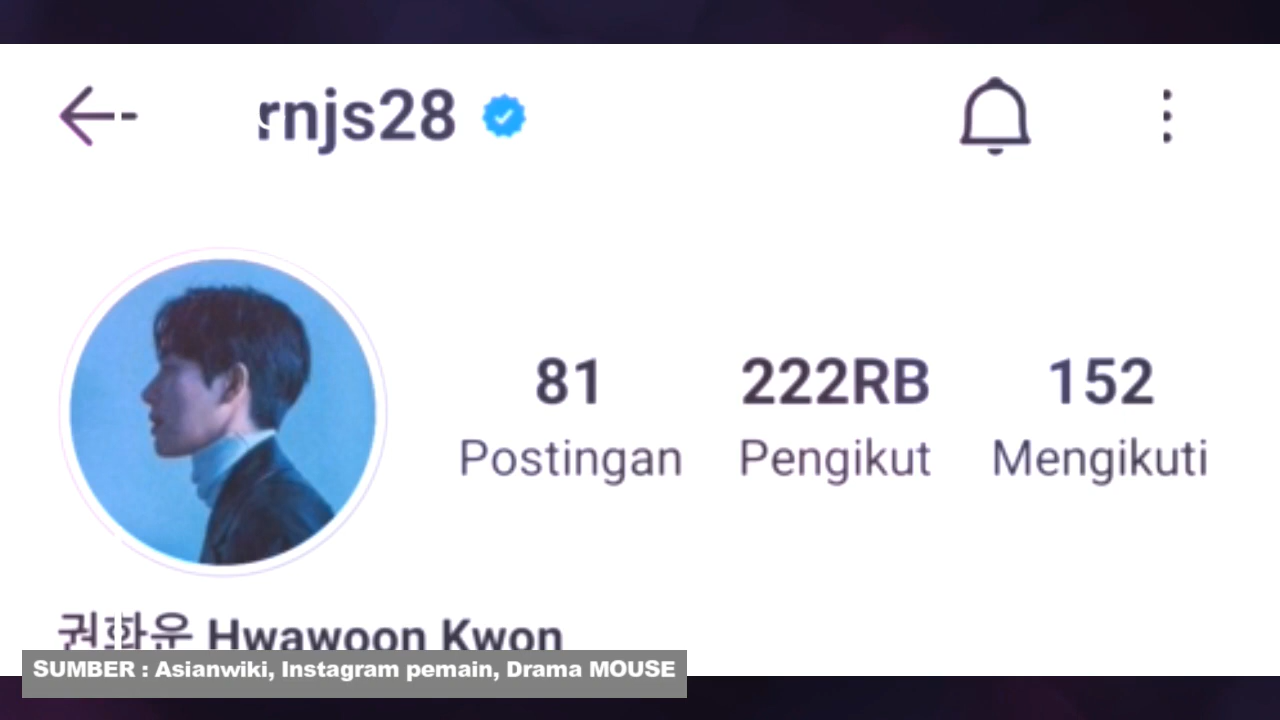 rnjs28
81 222RB 152
Postingan Pengikut Mengikuti
권화운 Hwawoon Kwon
SUMBER : Asianwiki, Instagram pemain, Drama MOUSE